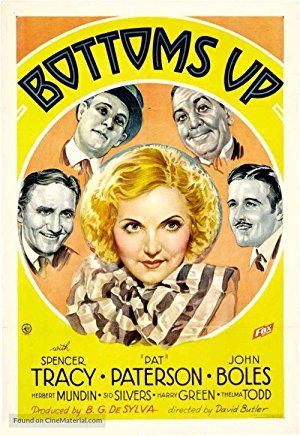 BOTTOMS UP
with
SPENCER "PAT" JOHN
TRACY · PATERSON · BOLES
HERBERT MUNDIN · SID SILVERS · HARRY GREEN · THELMA TODD
Produced by B. G. DE SYLVA directed by David Butler
FOX
Found on CineMaterial.com